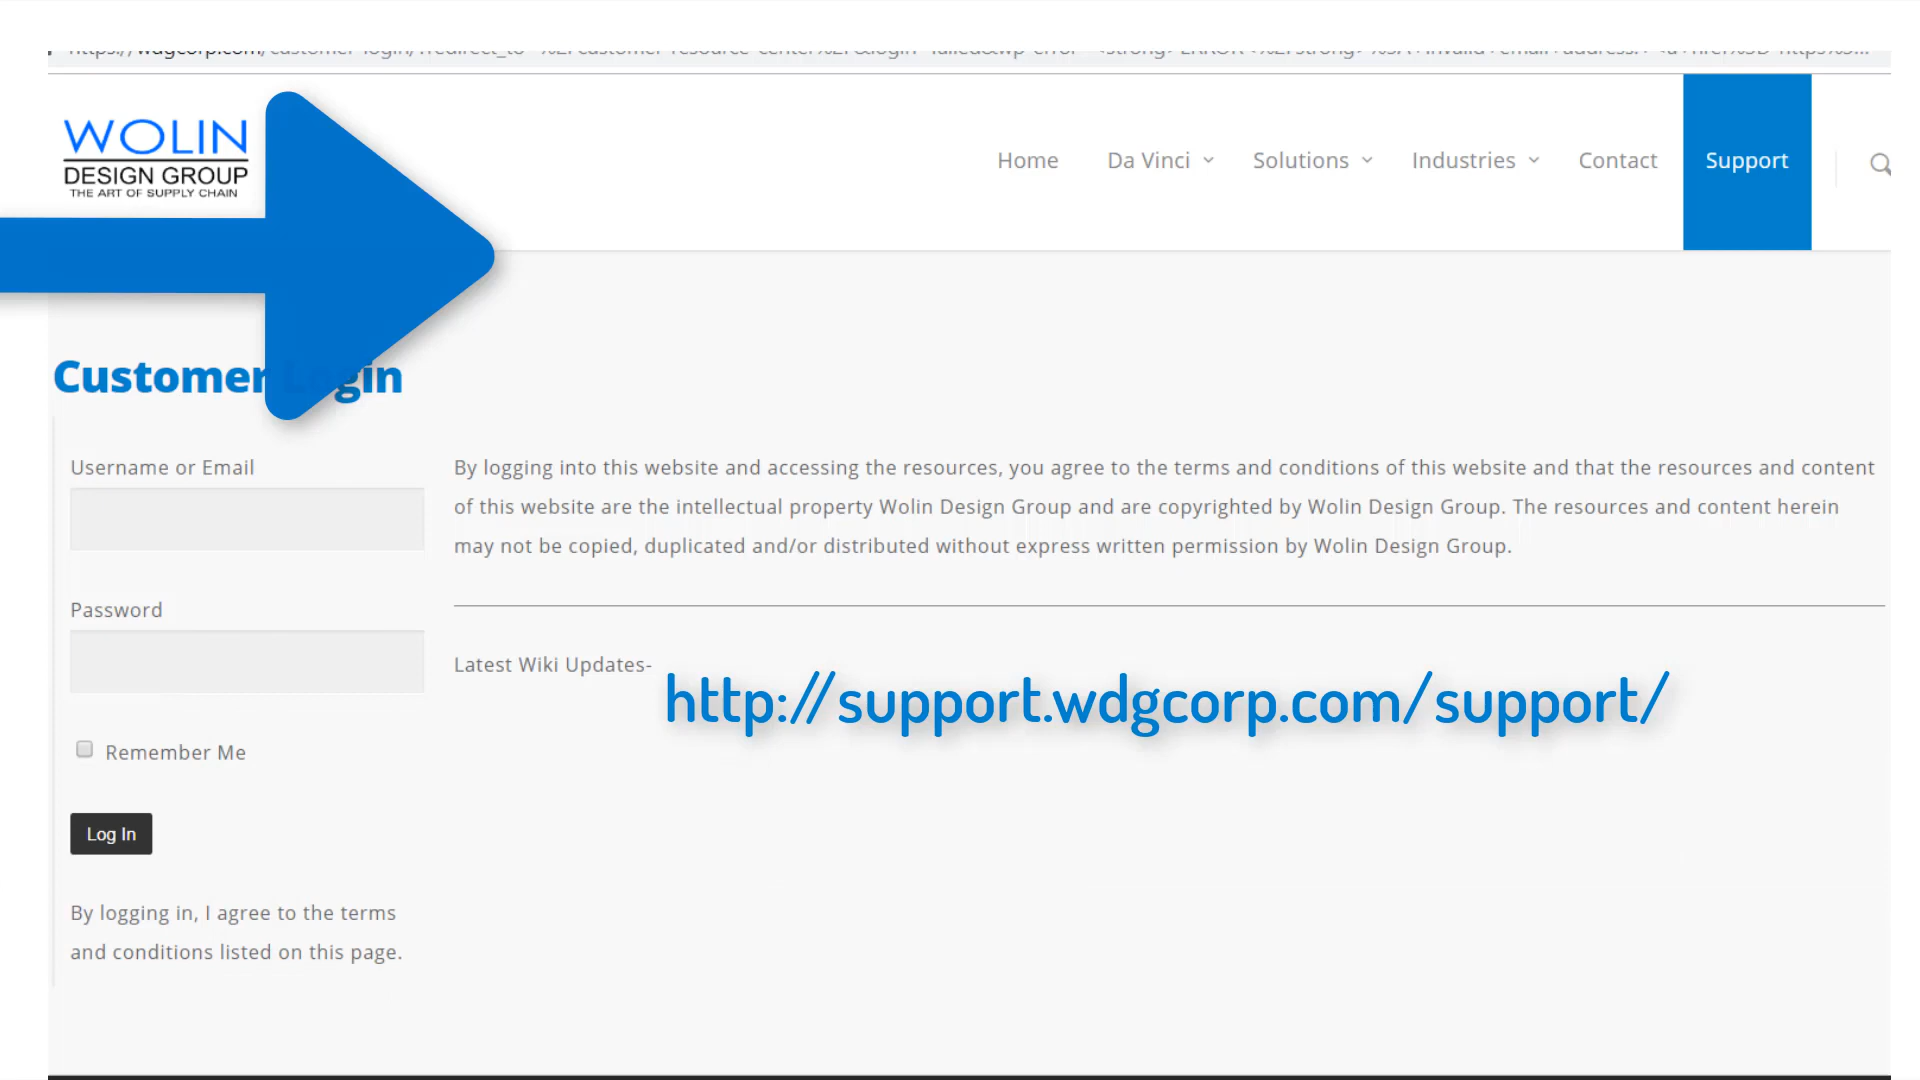 WOLIN
DESIGN GROUP
THE ART OF SUPPLY CHAIN
Home Da Vinci Solutions Industries Contact Support
Customer Login
Username or Email
Password
Remember Me
Log In
By logging in, I agree to the terms
and conditions listed on this page.
By logging into this website and accessing the resources, you agree to the terms and conditions of this website and that the resources and content
of this website are the intellectual property Wolin Design Group and are copyrighted by Wolin Design Group. The resources and content herein
may not be copied, duplicated and/or distributed without express written permission by Wolin Design Group.
Latest Wiki Updates-
http://support.wdgcorp.com/support/